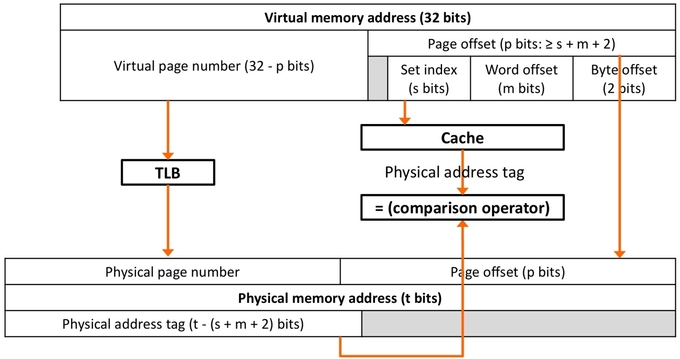 Virtual memory address (32 bits)
Virtual page number (32 - p bits)
Page offset (p bits: ≥ s + m + 2)
Set index
(s bits)
Word offset
(m bits)
Byte offset
(2 bits)
Cache
TLB
Physical address tag
= (comparison operator)
Physical page number
Page offset (p bits)
Physical memory address (t bits)
Physical address tag (t - (s + m + 2) bits)